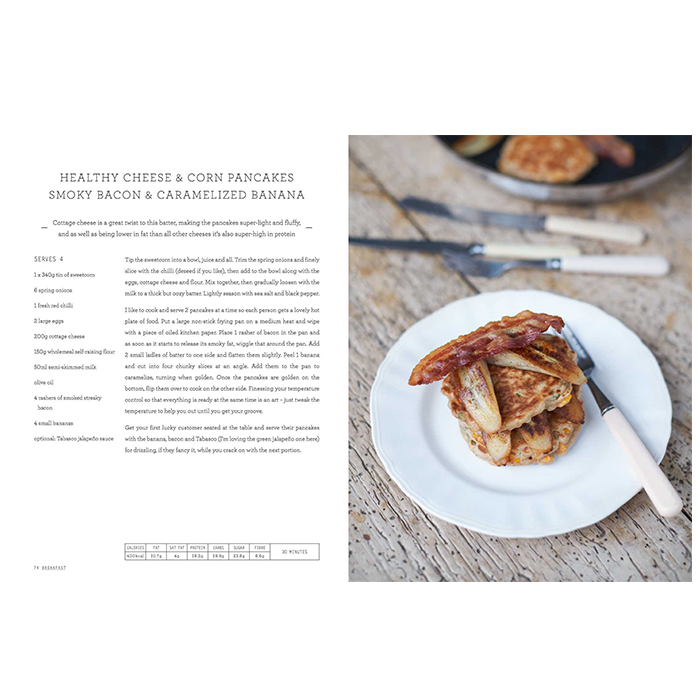 HEALTHY CHEESE & CORN PANCAKES
SMOKY BACON & CARAMELIZED BANANA
Cottage cheese is a great twist to this batter, making the pancakes super-light and fluffy,
and as well as being lower in fat than all other cheeses it's also super-high in protein
SERVES 4
1 x 340g tin of sweetcorn
6 spring onions
1 fresh red chilli
2 large eggs
200g cottage cheese
150g wholemeal self-raising flour
50ml semi-skimmed milk
olive oil
4 rashers of smoked streaky
bacon
4 small bananas
optional: Tabasco jalapeño sauce
Tip the sweetcorn into a bowl, juice and all. Trim the spring onions and finely
slice with the chilli (deseed if you like), then add to the bowl along with the
eggs, cottage cheese and flour. Mix together, then gradually loosen with the
milk to a thick but oozy batter. Lightly season with sea salt and black pepper.
I like to cook and serve 2 pancakes at a time so each person gets a lovely hot
plate of food. Put a large non-stick frying pan on a medium heat and wipe
with a piece of oiled kitchen paper. Place 1 rasher of bacon in the pan and
as soon as it starts to release its smoky fat, wiggle that around the pan. Add
2 small ladles of batter to one side and flatten them slightly. Peel 1 banana
and cut into four chunky slices at an angle. Add them to the pan to
caramelize, turning when golden. Once the pancakes are golden on the
bottom, flip them over to cook on the other side. Finessing your temperature
control so that everything is ready at the same time is an art – just tweak the
temperature to help you out until you get your groove.
Get your first lucky customer seated at the table and serve their pancakes
with the banana, bacon and Tabasco (I'm loving the green jalapeño one here)
for drizzling, if they fancy it, while you crack on with the next portion.
CALORIES FAT SAT FAT PROTEIN CARBS SUGAR FIBRE 30 MINUTES
400kcal 4g
74 BREAKFAST